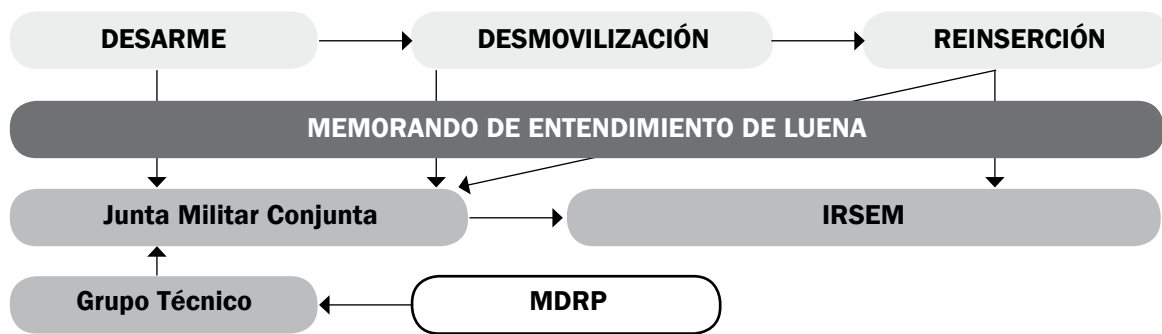 DESARME
DESMOVILIZACIÓN
REINSERCIÓN
MEMORANDO DE ENTENDIMIENTO DE LUENA
Junta Militar Conjunta
IRSEM
Grupo Técnico
MDRP